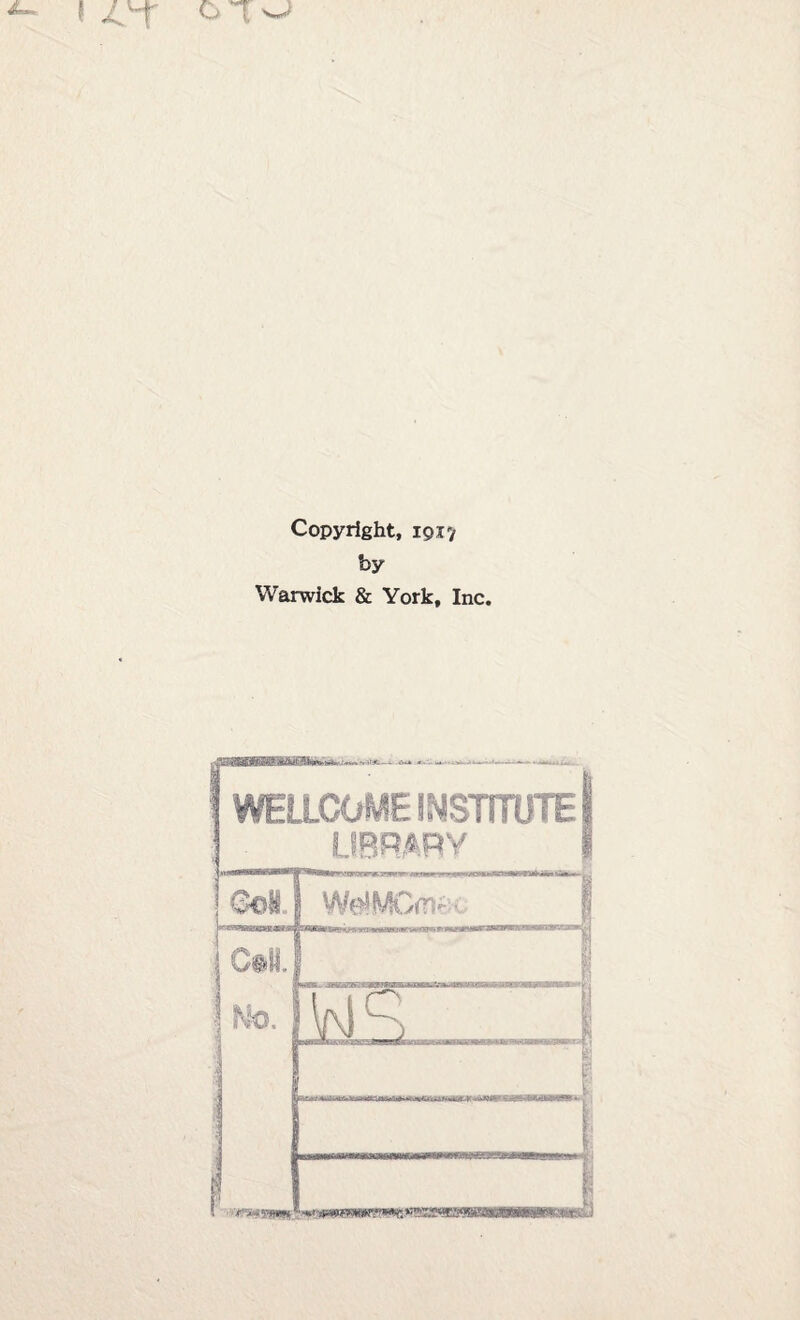 Copyright, 1917
by
Warwick & York, Inc.
WELLCOME INSTITUTE
LIBRARY
Coll. WelMOmec
Call
No. WS